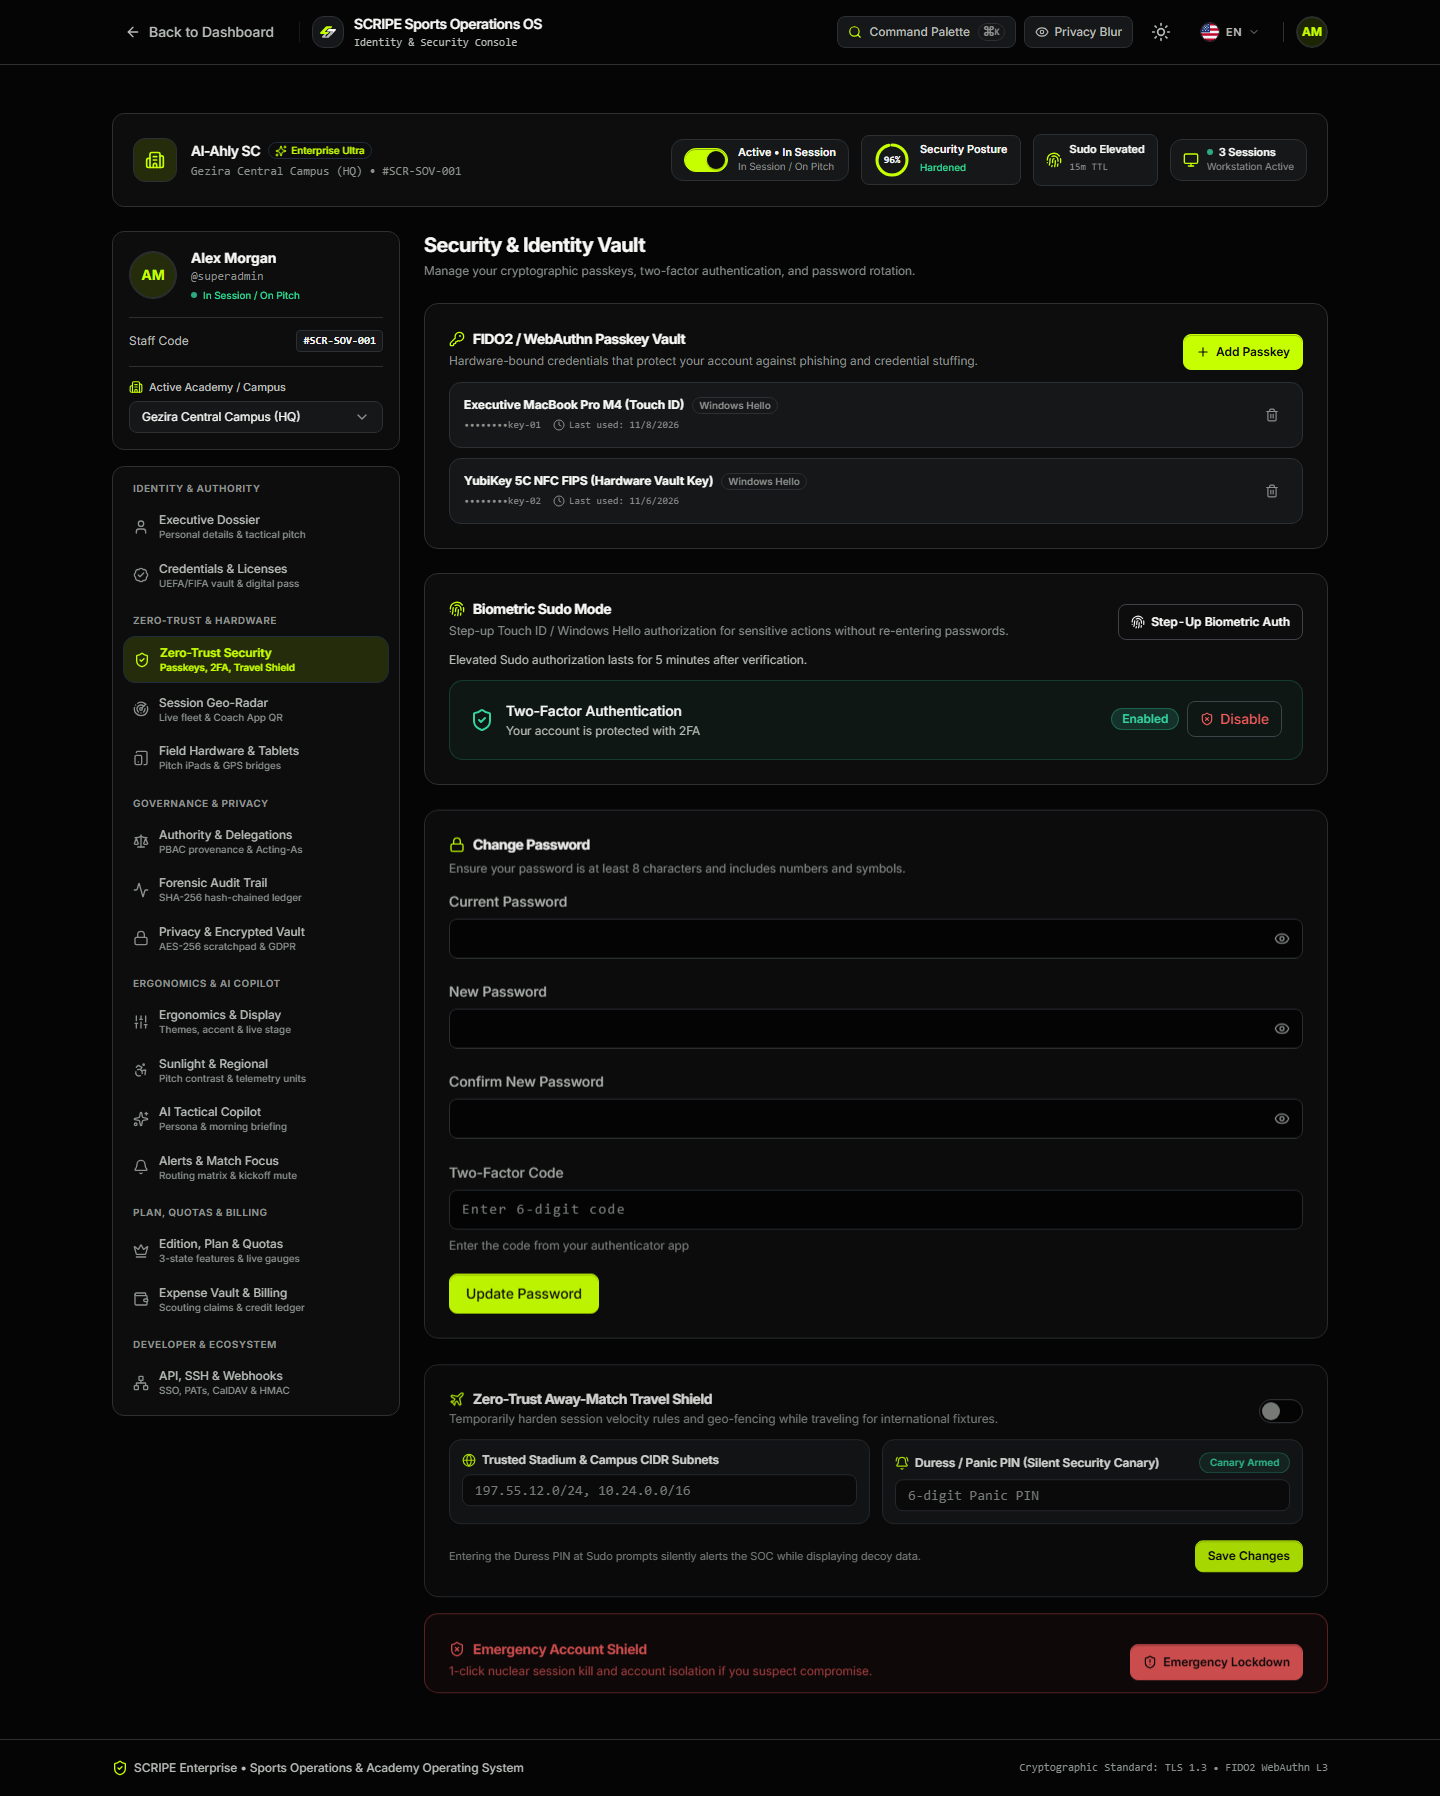 Back to Dashboard
SCRIPE Sports Operations OS
Identity & Security Console
Command Palette ⌘K
Privacy Blur
EN
AM
Al-Ahly SC
Enterprise Ultra
Gezira Central Campus (HQ) • #SCR-SOV-001
Active • In Session
In Session / On Pitch
96%
Security Posture
Hardened
Sudo Elevated
15m TTL
3 Sessions
Workstation Active
AM
Alex Morgan
@superadmin
In Session / On Pitch
Staff Code
#SCR-SOV-001
Active Academy / Campus
Gezira Central Campus (HQ)
IDENTITY & AUTHORITY
Executive Dossier
Personal details & tactical pitch
Credentials & Licenses
UEFA/FIFA vault & digital pass
ZERO-TRUST & HARDWARE
Zero-Trust Security
Passkeys, 2FA, Travel Shield
Session Geo-Radar
Live fleet & Coach App QR
Field Hardware & Tablets
Pitch iPads & GPS bridges
GOVERNANCE & PRIVACY
Authority & Delegations
PBAC provenance & Acting-As
Forensic Audit Trail
SHA-256 hash-chained ledger
Privacy & Encrypted Vault
AES-256 scratchpad & GDPR
ERGONOMICS & AI COPILOT
Ergonomics & Display
Themes, accent & live stage
Sunlight & Regional
Pitch contrast & telemetry units
AI Tactical Copilot
Persona & morning briefing
Alerts & Match Focus
Routing matrix & kickoff mute
PLAN, QUOTAS & BILLING
Edition, Plan & Quotas
3-state features & live gauges
Expense Vault & Billing
Scouting claims & credit ledger
DEVELOPER & ECOSYSTEM
API, SSH & Webhooks
SSO, PATs, CalDAV & HMAC
Security & Identity Vault
Manage your cryptographic passkeys, two-factor authentication, and password rotation.
FIDO2 / WebAuthn Passkey Vault
Hardware-bound credentials that protect your account against phishing and credential stuffing.
Add Passkey
Executive MacBook Pro M4 (Touch ID)
Windows Hello
••••••••key-01
Last used: 11/8/2026
YubiKey 5C NFC FIPS (Hardware Vault Key)
Windows Hello
••••••••key-02
Last used: 11/6/2026
Biometric Sudo Mode
Step-up Touch ID / Windows Hello authorization for sensitive actions without re-entering passwords.
Step-Up Biometric Auth
Elevated Sudo authorization lasts for 5 minutes after verification.
Two-Factor Authentication
Your account is protected with 2FA
Enabled
Disable
Change Password
Ensure your password is at least 8 characters and includes numbers and symbols.
Current Password
New Password
Confirm New Password
Two-Factor Code
Enter 6-digit code
Enter the code from your authenticator app
Update Password
Zero-Trust Away-Match Travel Shield
Temporarily harden session velocity rules and geo-fencing while traveling for international fixtures.
Trusted Stadium & Campus CIDR Subnets
197.55.12.0/24, 10.24.0.0/16
Duress / Panic PIN (Silent Security Canary)
Canary Armed
6-digit Panic PIN
Entering the Duress PIN at Sudo prompts silently alerts the SOC while displaying decoy data.
Save Changes
Emergency Account Shield
1-click nuclear session kill and account isolation if you suspect compromise.
Emergency Lockdown
SCRIPE Enterprise • Sports Operations & Academy Operating System
Cryptographic Standard: TLS 1.3 • FIDO2 WebAuthn L3